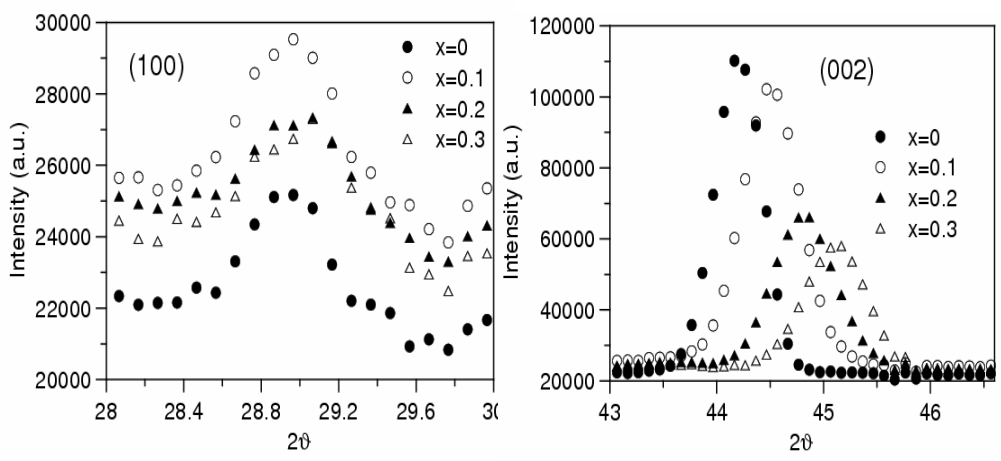 30000
28000
26000
24000
22000
20000
Intensity (a.u.)
(100)
x=0
x=0.1
x=0.2
x=0.3
28
28.4
28.8
29.2
29.6
2ϑ
120000
100000
80000
60000
40000
20000
Intensity (a.u.)
(002)
x=0
x=0.1
x=0.2
x=0.3
43
44
45
46
2ϑ